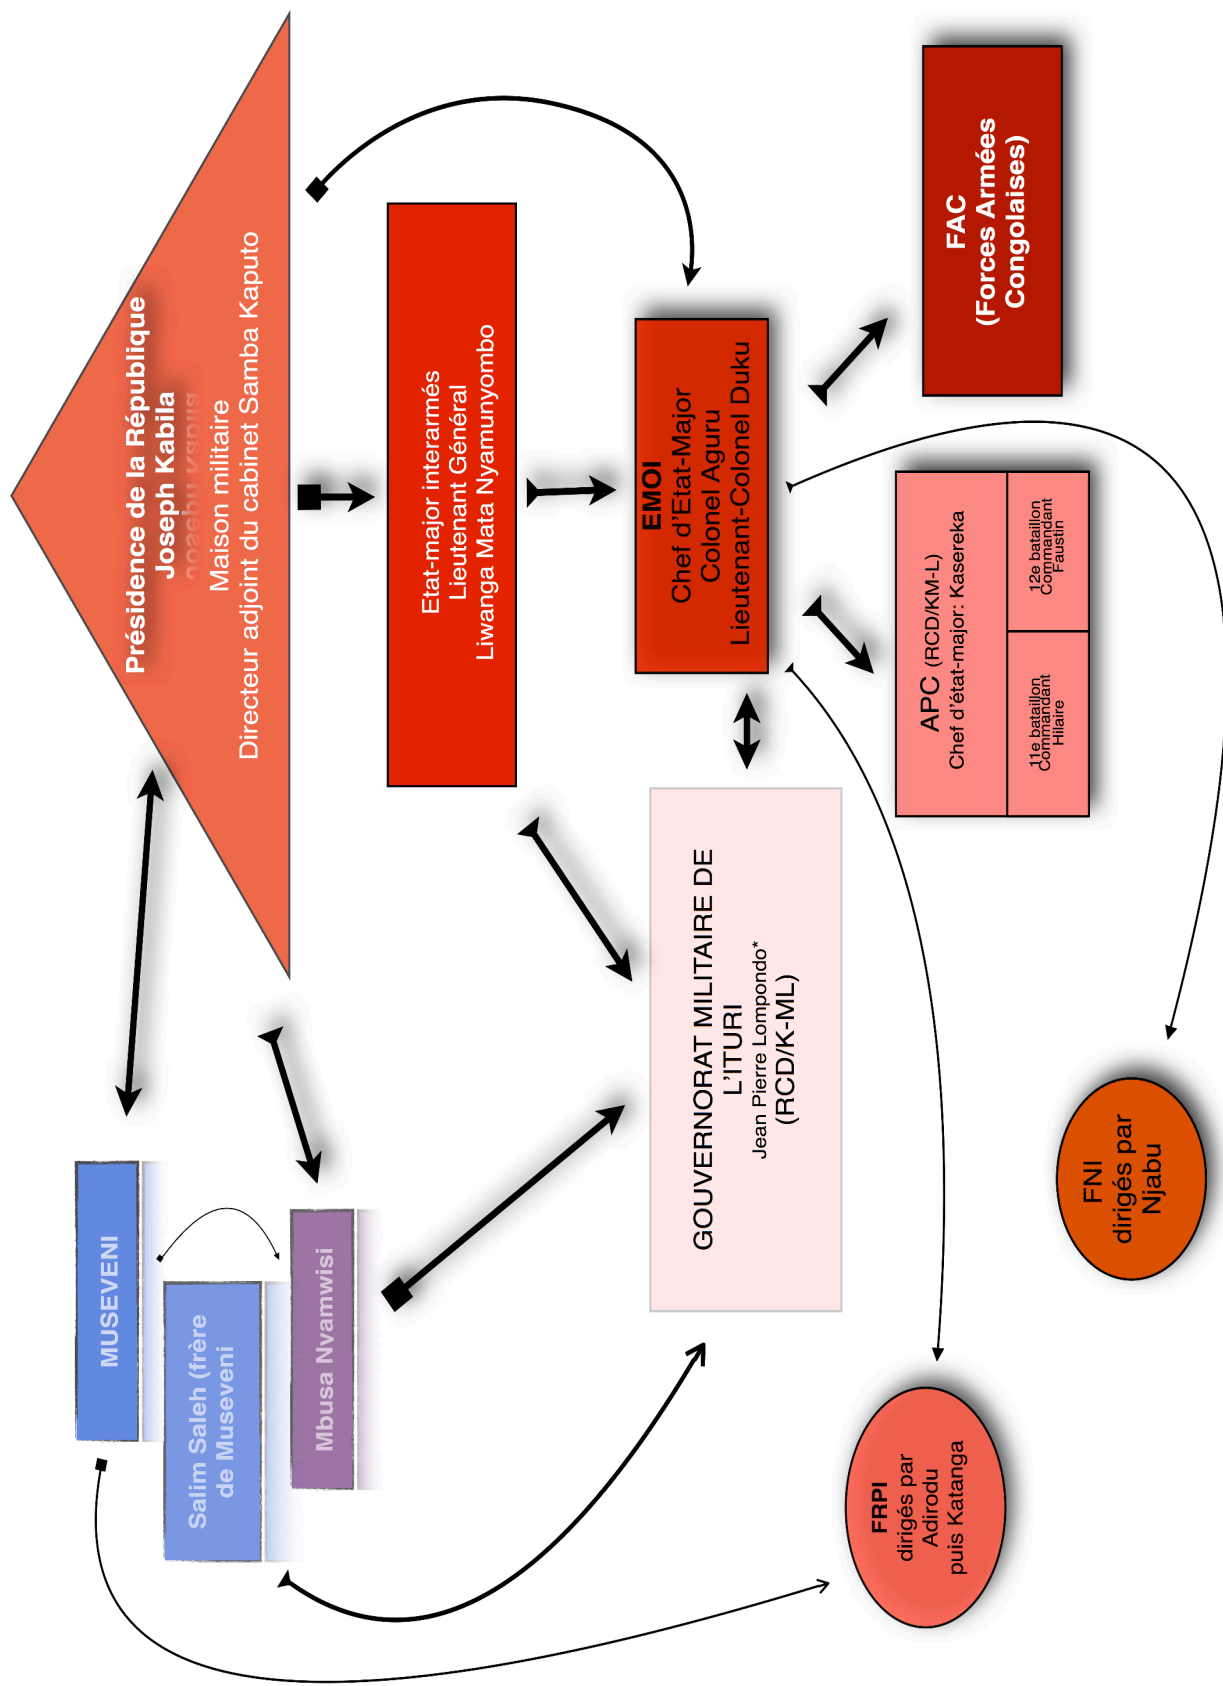 Présidence de la République
Joseph Kabila
Maison militaire
Directeur adjoint du cabinet Samba Kaputo
MUSEVENI
Salim Saleh (frère
de Museveni
Mbusa Nvamwisi
Etat-major interarmés
Lieutenant Général
Liwanga Mata Nyamunyombo
EMOI
Chef d'Etat-Major
Colonel Aguru
Lieutenant-Colonel Duku
GOUVERNORAT MILITAIRE DE
L'ITURI
Jean Pierre Lompondo*
(RCD/K-ML)
FRPI
dirigés par
Adirodu
puis Katanga
FNI
dirigés par
Njabu
APC (RCD/KM-L)
Chef d'état-major: Kasereka
11e bataillon
Commandant
Hilaire
12e bataillon
Commandant
Faustin
FAC
(Forces Armées
Congolaises)